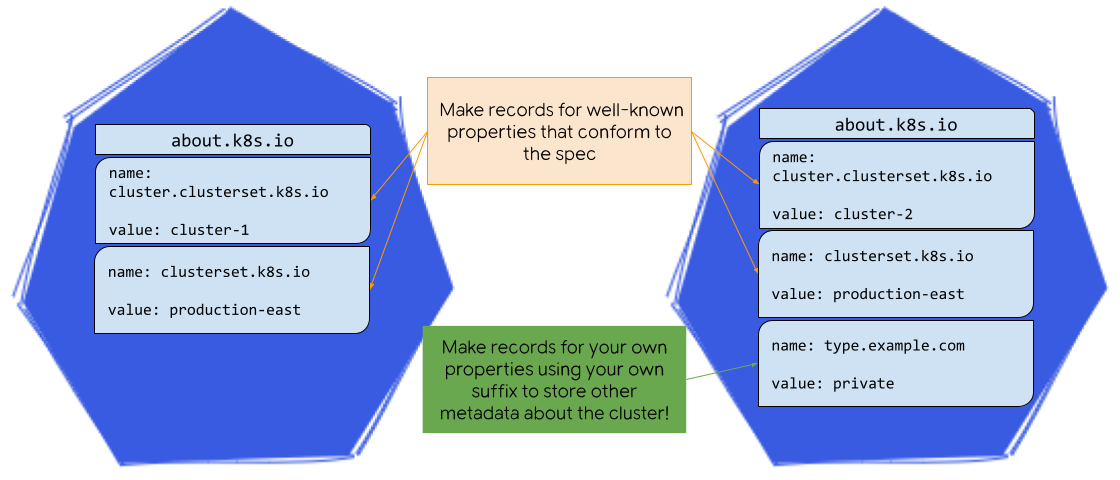 about.k8s.io
name:
cluster.clusterset.k8s.io
value: cluster-1
name: clusterset.k8s.io
value: production-east
Make records for well-known
properties that conform to
the spec
Make records for your own
properties using your own
suffix to store other
metadata about the cluster!
about.k8s.io
name:
cluster.clusterset.k8s.io
value: cluster-2
name: clusterset.k8s.io
value: production-east
name: type.example.com
value: private